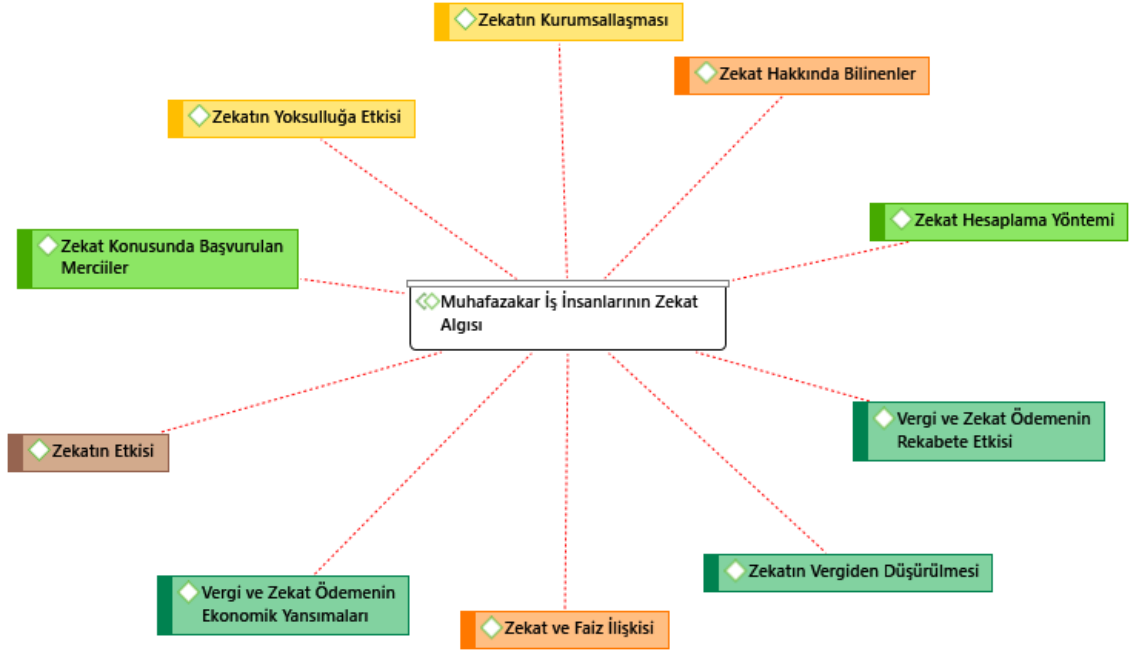 Zekatın Kurumsallaşması
Zekat Hakkında Bilinenler
Zekatın Yoksulluğa Etkisi
Zekat Hesaplama Yöntemi
Zekat Konusunda Başvurulan
Merciiler
Muhafazakar İş İnsanlarının Zekat
Algısı
Vergi ve Zekat Ödemenin
Rekabete Etkisi
Zekatın Etkisi
Zekatın Vergiden Düşürülmesi
Vergi ve Zekat Ödemenin
Ekonomik Yansımaları
Zekat ve Faiz İlişkisi